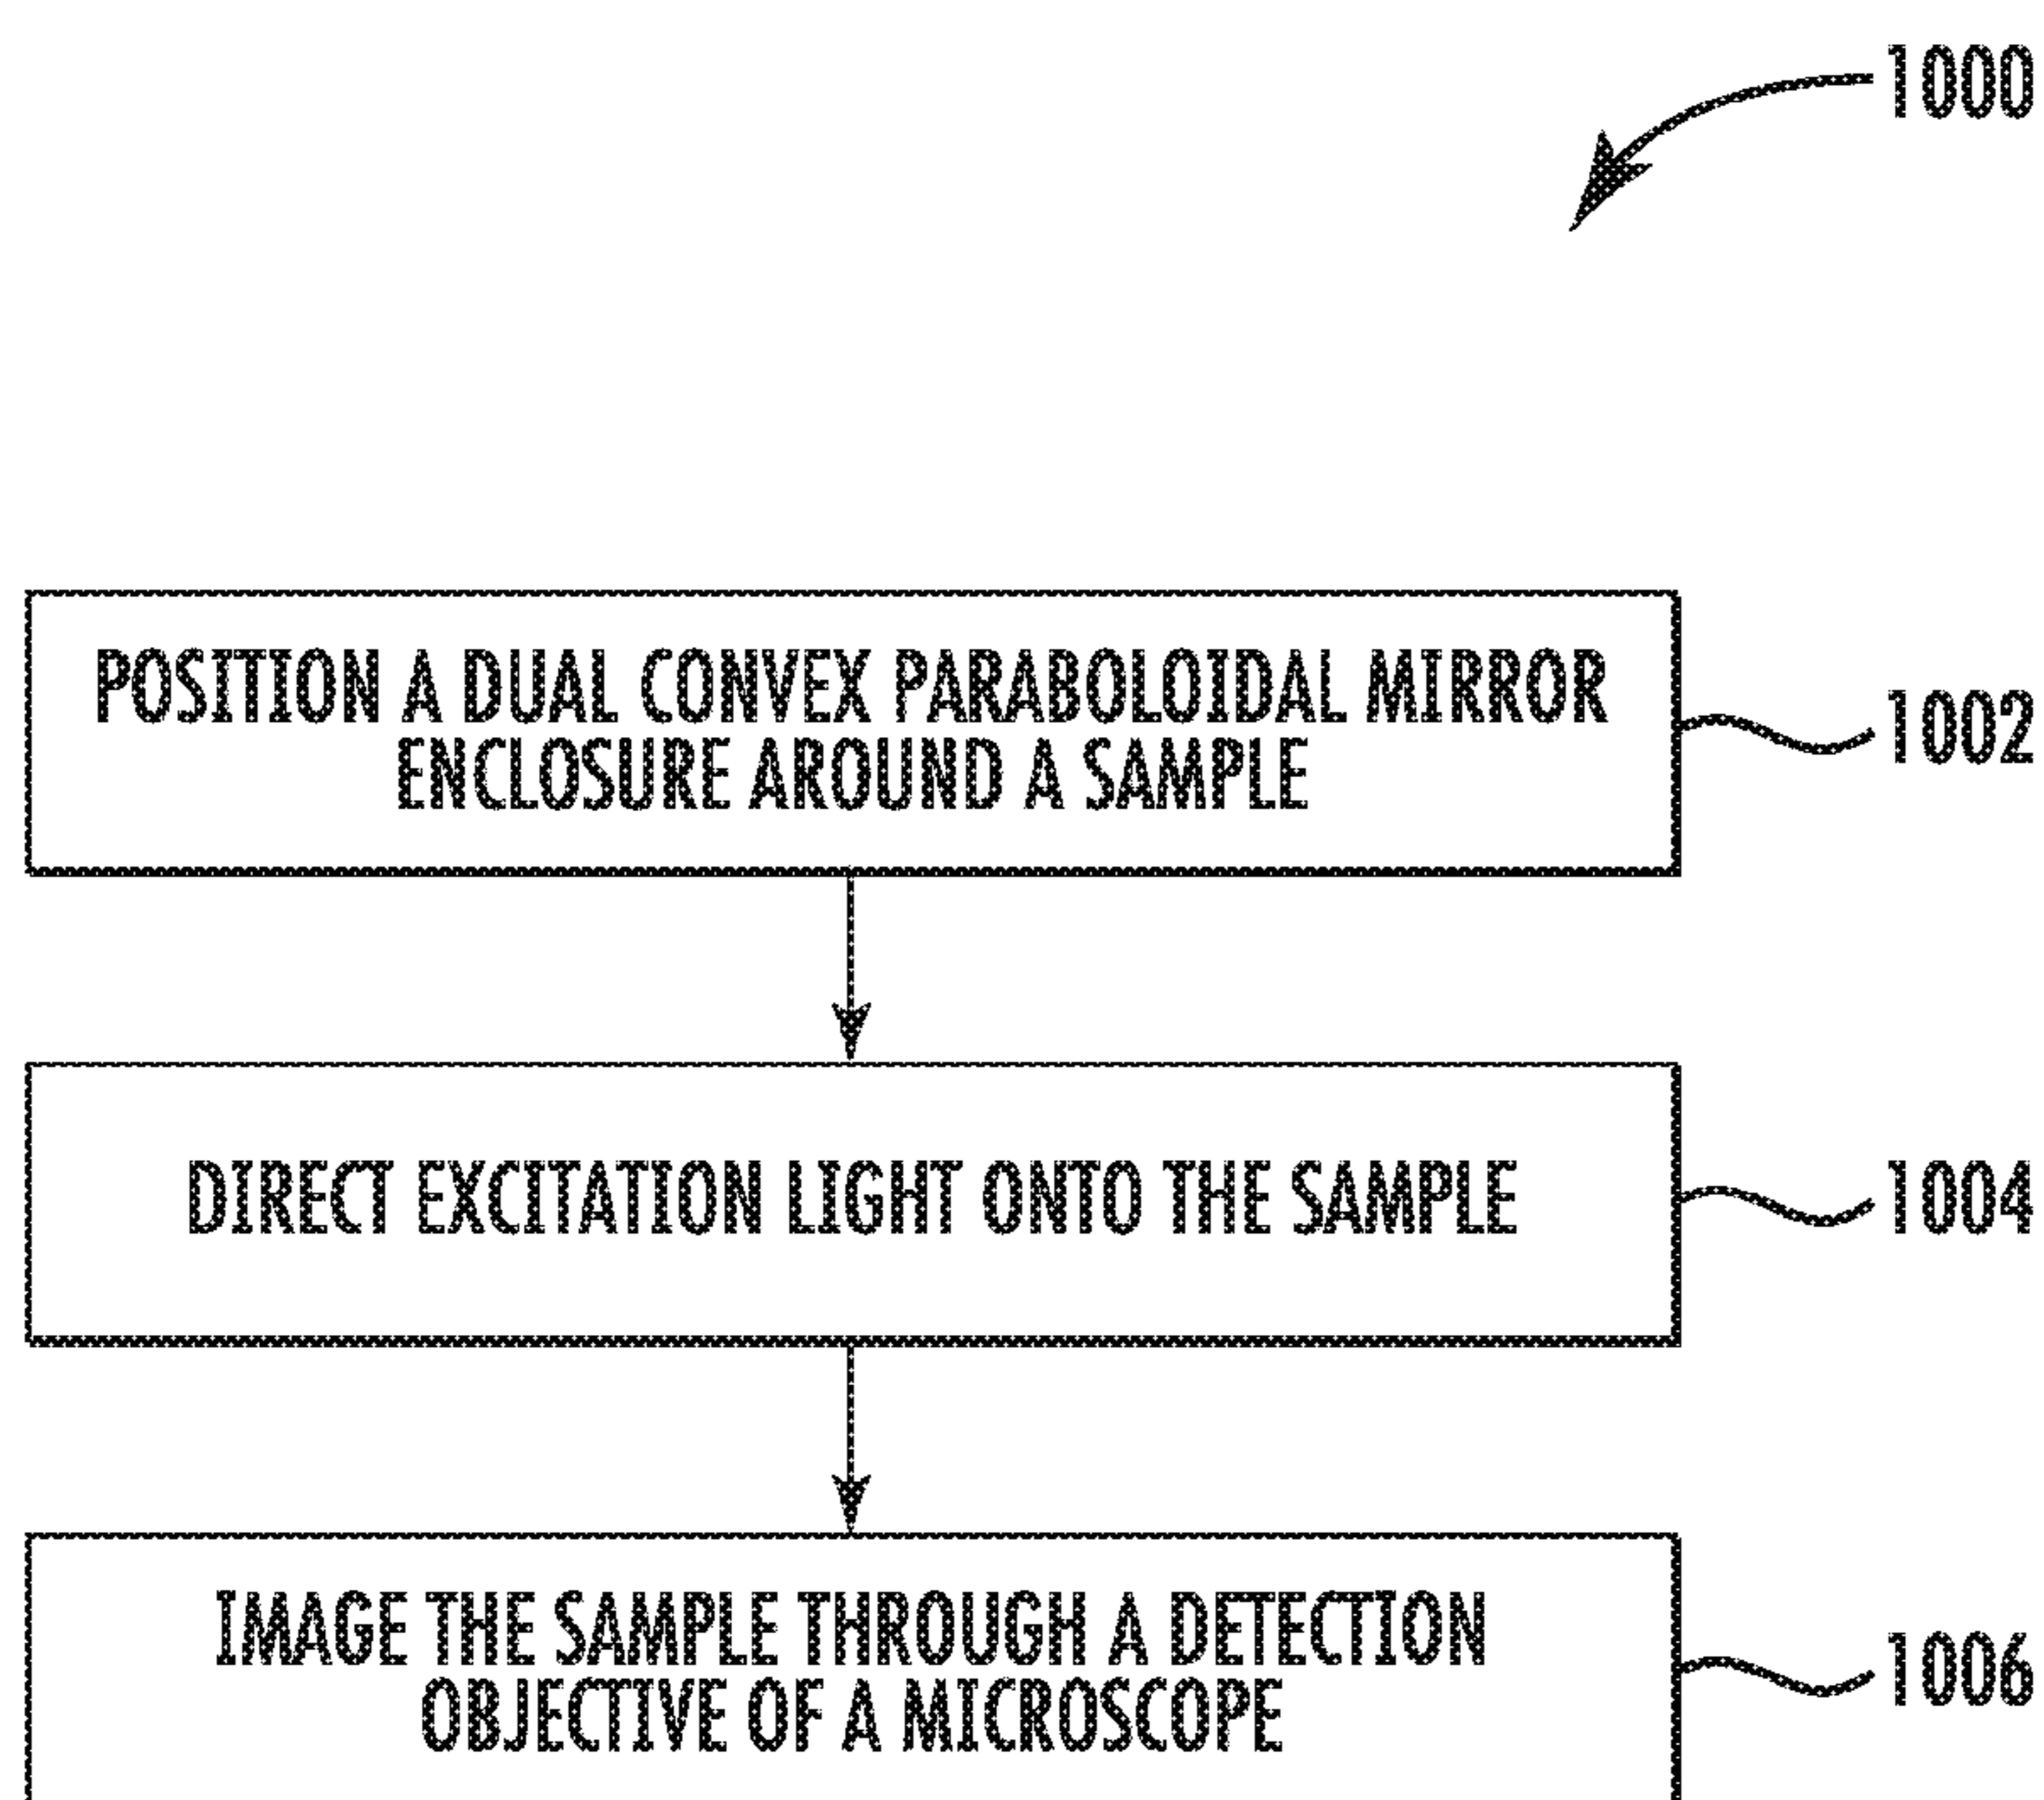 1000
POSITION A DUAL CONVEX PARABOLOIDAL MIRROR
ENCLOSURE AROUND A SAMPLE
1002
DIRECT EXCITATION LIGHT ONTO THE SAMPLE
1004
IMAGE THE SAMPLE THROUGH A DETECTION
OBJECTIVE OF A MICROSCOPE
1006